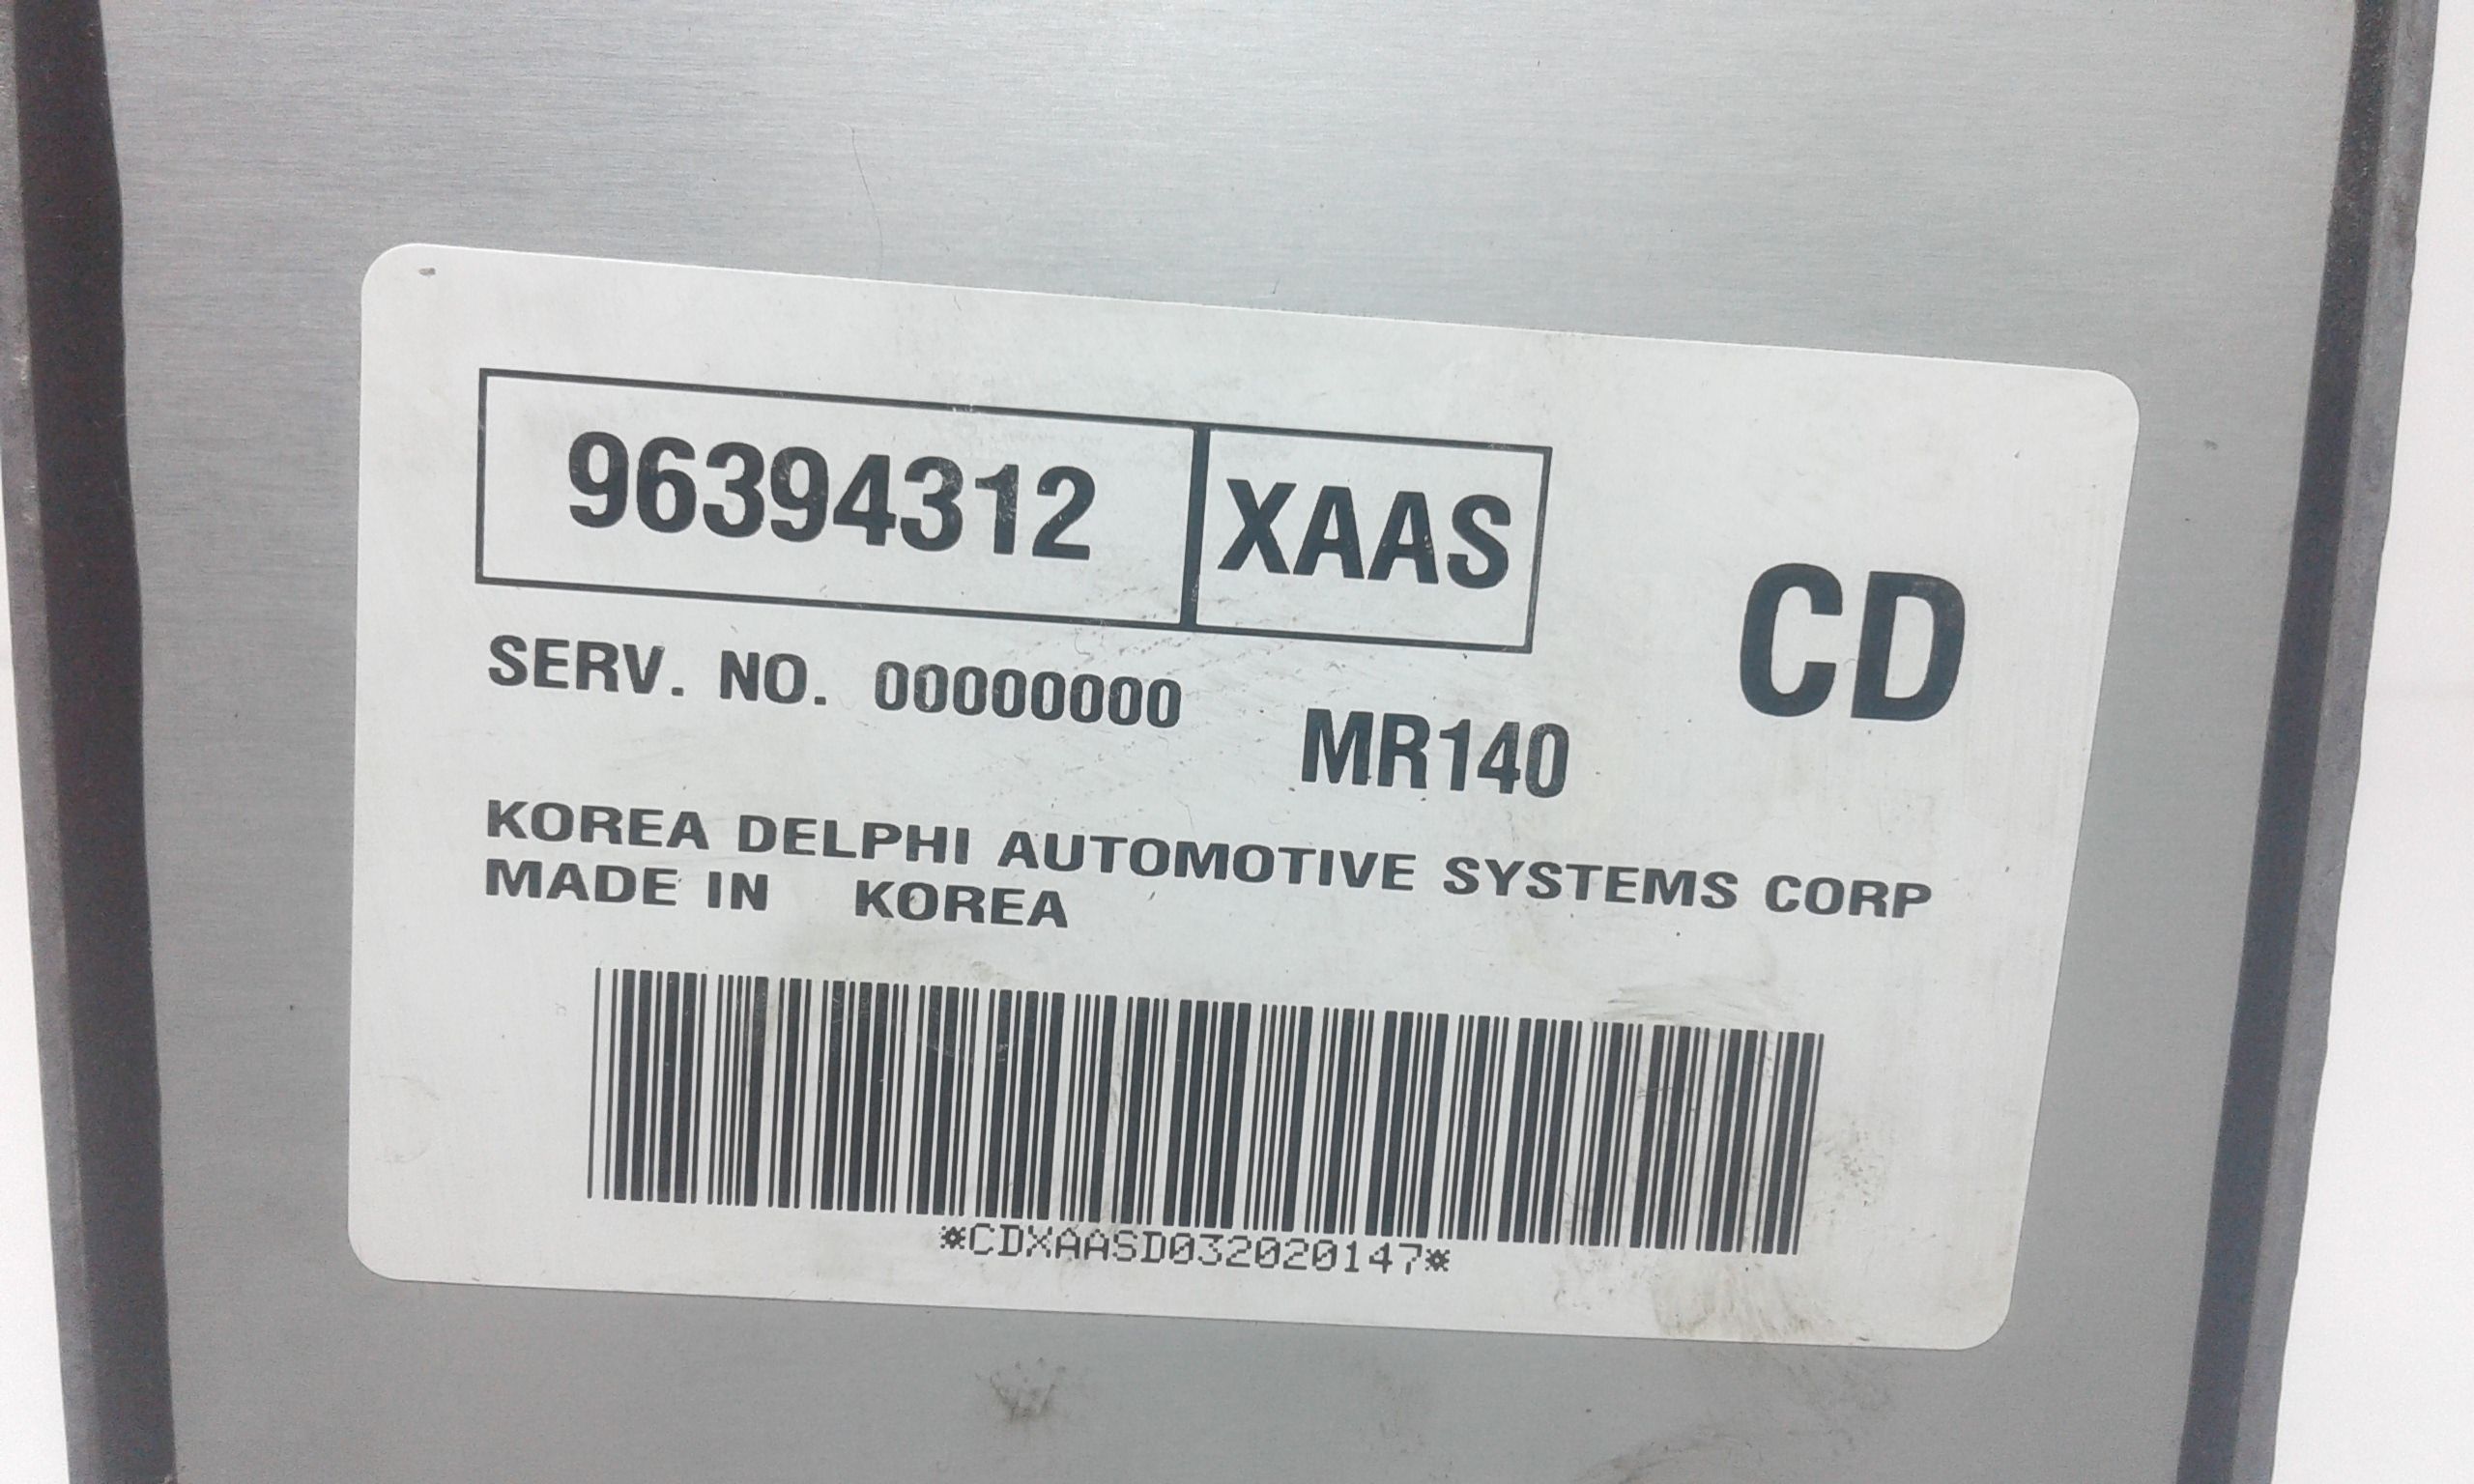 96394312 XAAS
CD
SERV. NO. 00000000
MR140
KOREA DELPHI AUTOMOTIVE SYSTEMS CORP
MADE IN KOREA
*CDXAASD032020147*